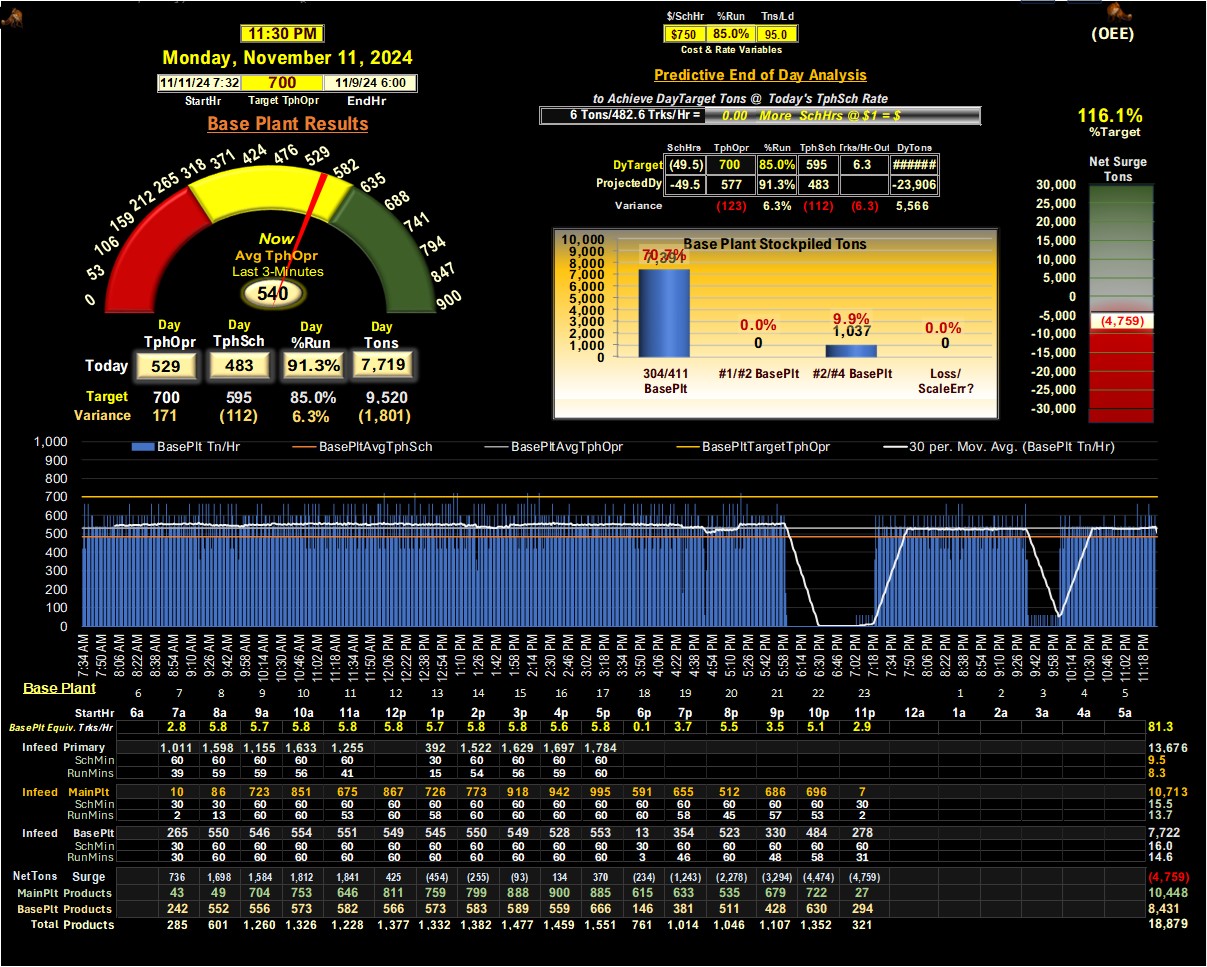 $/SchHr %Run Tns/Ld
11:30 PM
$750 85.0% 95.0
(OEE)
Cost & Rate Variables
Monday, November 11, 2024
11/11/24 7:32 700 11/9/24 6:00
StartHr Target TphOpr EndHr
Predictive End of Day Analysis
to Achieve DayTarget Tons @ Today's TphSch Rate
6 Tons/482.6 Trks/Hr = 0.00 More SchHrs @ $1 = $
Base Plant Results
116.1%
%Target
SchHrs TphOpr %Run TphSch Trks/Hr-Out DyTons
DyTarget (49.5) 700 85.0% 595 6.3 ######
ProjectedDy -49.5 577 91.3% 483 -23,906
Variance (123) 6.3% (112) (6.3) 5,566
Net Surge
Tons
30,000
25,000
20,000
15,000
10,000
5,000
0
-5,000
(4,759)
-10,000
-15,000
-20,000
-25,000
-30,000
0 53 106 159 212 265 318 371 424 476 529 582 635 688 741 794 847 900
Now
Avg TphOpr
Last 3-Minutes
540
Base Plant Stockpiled Tons
10,000
9,000
8,000
7,000
6,000
5,000
4,000
3,000
2,000
1,000
0
70.7%
0.0% 9.9% 0.0%
0 1,037 0
304/411 BasePlt
#1/#2 BasePlt
#2/#4 BasePlt
Loss/ ScaleErr?
Day Day Day Day
TphOpr TphSch %Run Tons
Today 529 483 91.3% 7,719
Target 700 595 85.0% 9,520
Variance 171 (112) 6.3% (1,801)
BasePlt Tn/Hr BasePltAvgTphSch BasePltAvgTphOpr BasePltTargetTphOpr 30 per. Mov. Avg. (BasePlt Tn/Hr)
1,000
900
800
700
600
500
400
300
200
100
0
7:34 AM 7:50 AM 8:06 AM 8:22 AM 8:38 AM 8:54 AM 9:10 AM 9:26 AM 9:42 AM 9:58 AM 10:14 AM 10:30 AM 10:46 AM 11:02 AM 11:18 AM 11:34 AM 11:50 AM 12:06 PM 12:22 PM 12:38 PM 12:54 PM 1:10 PM 1:26 PM 1:42 PM 1:58 PM 2:14 PM 2:30 PM 2:46 PM 3:02 PM 3:18 PM 3:34 PM 3:50 PM 4:06 PM 4:22 PM 4:38 PM 4:54 PM 5:10 PM 5:26 PM 5:42 PM 5:58 PM 6:14 PM 6:30 PM 6:46 PM 7:02 PM 7:18 PM 7:34 PM 7:50 PM 8:06 PM 8:22 PM 8:38 PM 8:54 PM 9:10 PM 9:26 PM 9:42 PM 9:58 PM 10:14 PM 10:30 PM 10:46 PM 11:02 PM 11:18 PM
Base Plant 6 7 8 9 10 11 12 13 14 15 16 17 18 19 20 21 22 23 1 2 3 4 5
StartHr 6a 7a 8a 9a 10a 11a 12p 1p 2p 3p 4p 5p 6p 7p 8p 9p 10p 11p 12a 1a 2a 3a 4a 5a
BasePlt Equiv. Trks/Hr 2.8 5.8 5.7 5.8 5.8 5.8 5.7 5.8 5.8 5.6 5.8 0.1 3.7 5.5 3.5 5.1 2.9 81.3
Infeed Primary 1,011 1,598 1,155 1,633 1,255 392 1,522 1,629 1,697 1,784 13,676
SchMin 60 60 60 60 60 30 60 60 60 60 9.5
RunMins 39 59 59 56 41 15 54 56 59 60 8.3
Infeed MainPlt 10 86 723 851 675 867 726 773 918 942 995 591 655 512 686 696 7 10,713
SchMin 30 30 60 60 60 60 60 60 60 60 60 60 60 60 60 60 30 15.5
RunMins 2 13 60 60 53 60 58 60 60 60 60 60 58 45 57 53 2 13.7
Infeed BasePlt 265 550 546 554 551 549 545 550 549 528 553 13 354 523 330 484 278 7,722
SchMin 30 60 60 60 60 60 60 60 60 60 60 30 60 60 60 60 60 16.0
RunMins 30 60 60 60 60 60 60 60 60 60 60 3 46 60 48 58 31 14.6
NetTons Surge 736 1,698 1,584 1,812 1,841 425 (454) (255) (93) 134 370 (234) (1,243) (2,278) (3,294) (4,474) (4,759) (4,759)
MainPlt Products 43 49 704 753 646 811 759 799 888 900 885 615 633 535 679 722 27 10,448
BasePlt Products 242 552 556 573 582 566 573 583 589 559 666 146 381 511 428 630 294 8,431
Total Products 285 601 1,260 1,326 1,228 1,377 1,332 1,382 1,477 1,459 1,551 761 1,014 1,046 1,107 1,352 321 18,879